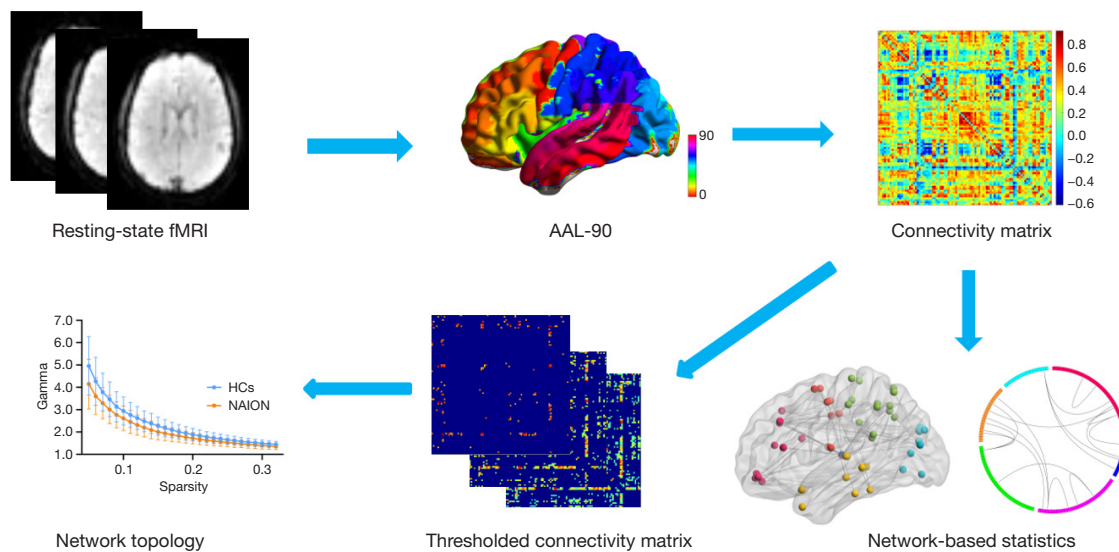 90
0
0.8
0.6
0.4
0.2
0.0
−0.2
−0.4
−0.6
Resting-state fMRI
AAL-90
Connectivity matrix
7.0
6.0
5.0
4.0
3.0
2.0
1.0
Gamma
HCs
NAION
0.1
0.2
0.3
Sparsity
Network topology
Thresholded connectivity matrix
Network-based statistics